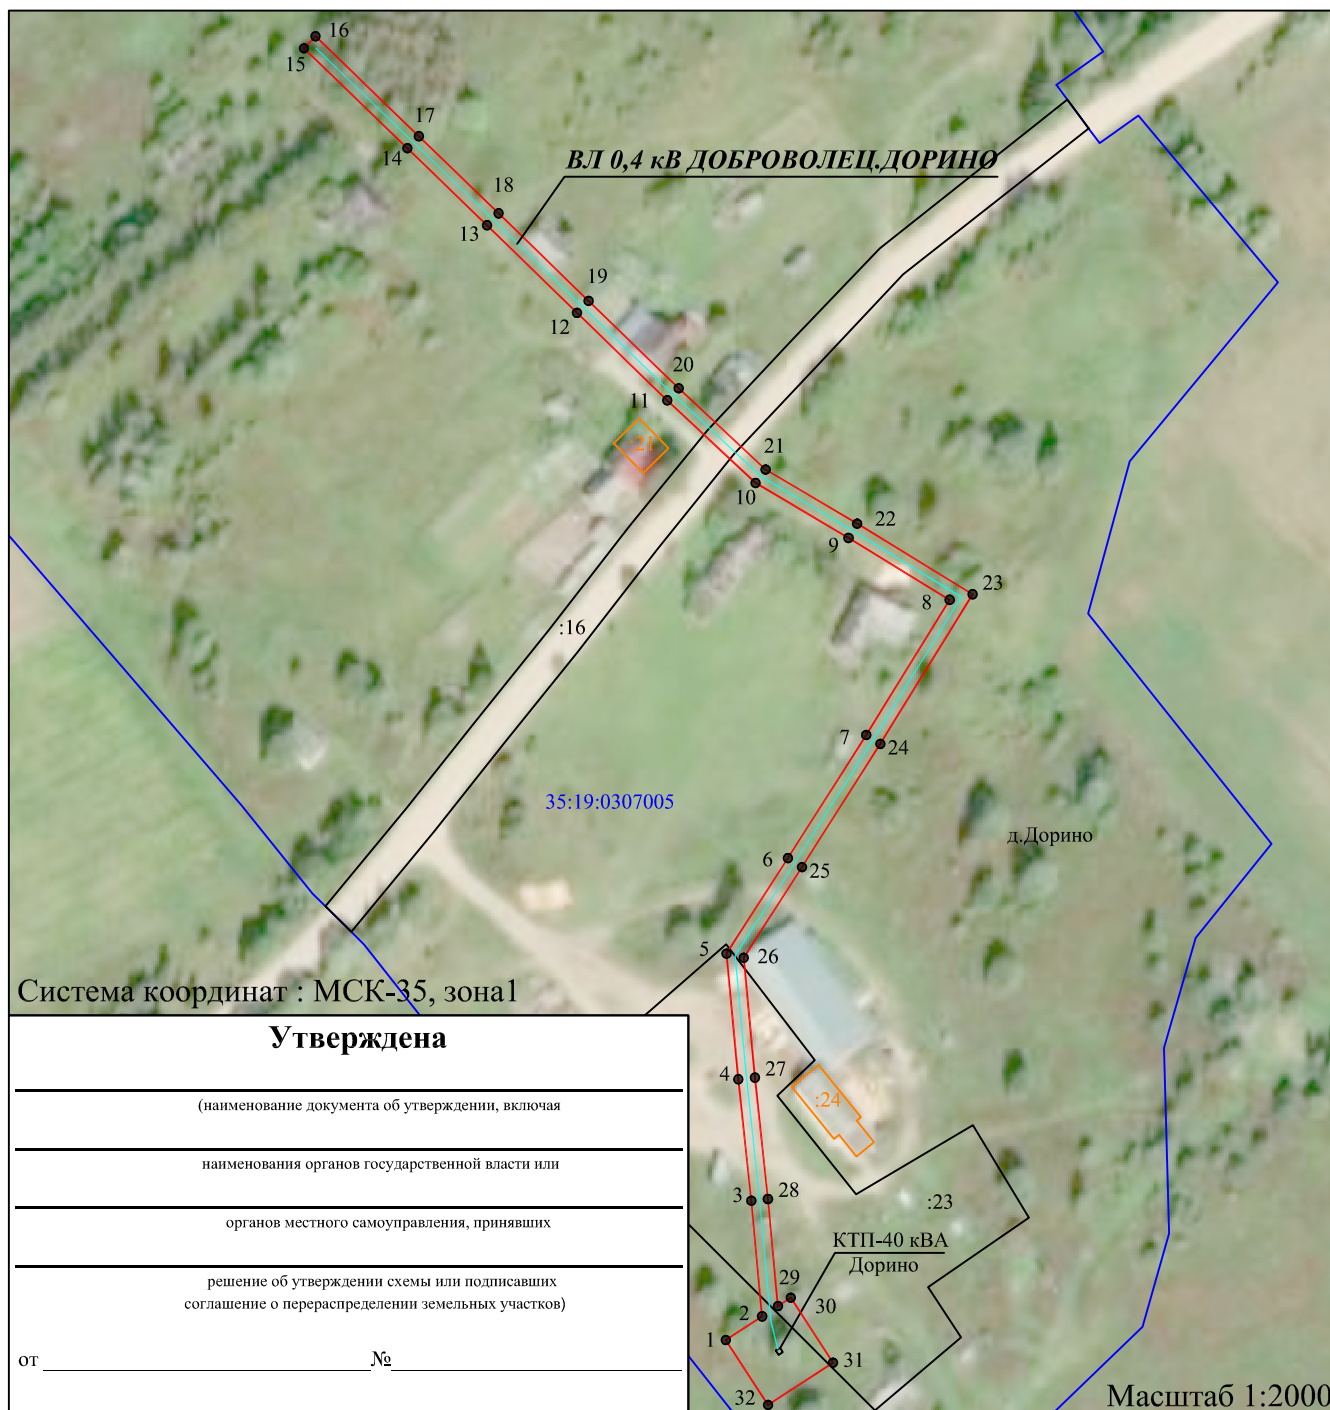 16
15
17
14
ВЛ 0,4 кВ ДОБРОВОЛЕЦ.ДОРИНО
18
13
19
12
20
11
21
21
10
22
9
23
8
:16
7
24
35:19:0307005
д.Дорино
6
25
5
26
Система координат : МСК-35, зона1
Утверждена
4
27
:24
(наименование документа об утверждении, включая
наименования органов государственной власти или
3
28
:23
органов местного самоуправления, принявших
КТП-40 кВА
Дорино
решение об утверждении схемы или подписавших
соглашение о перераспределении земельных участков)
29
30
2
1
31
от № 
32
Масштаб 1:2000